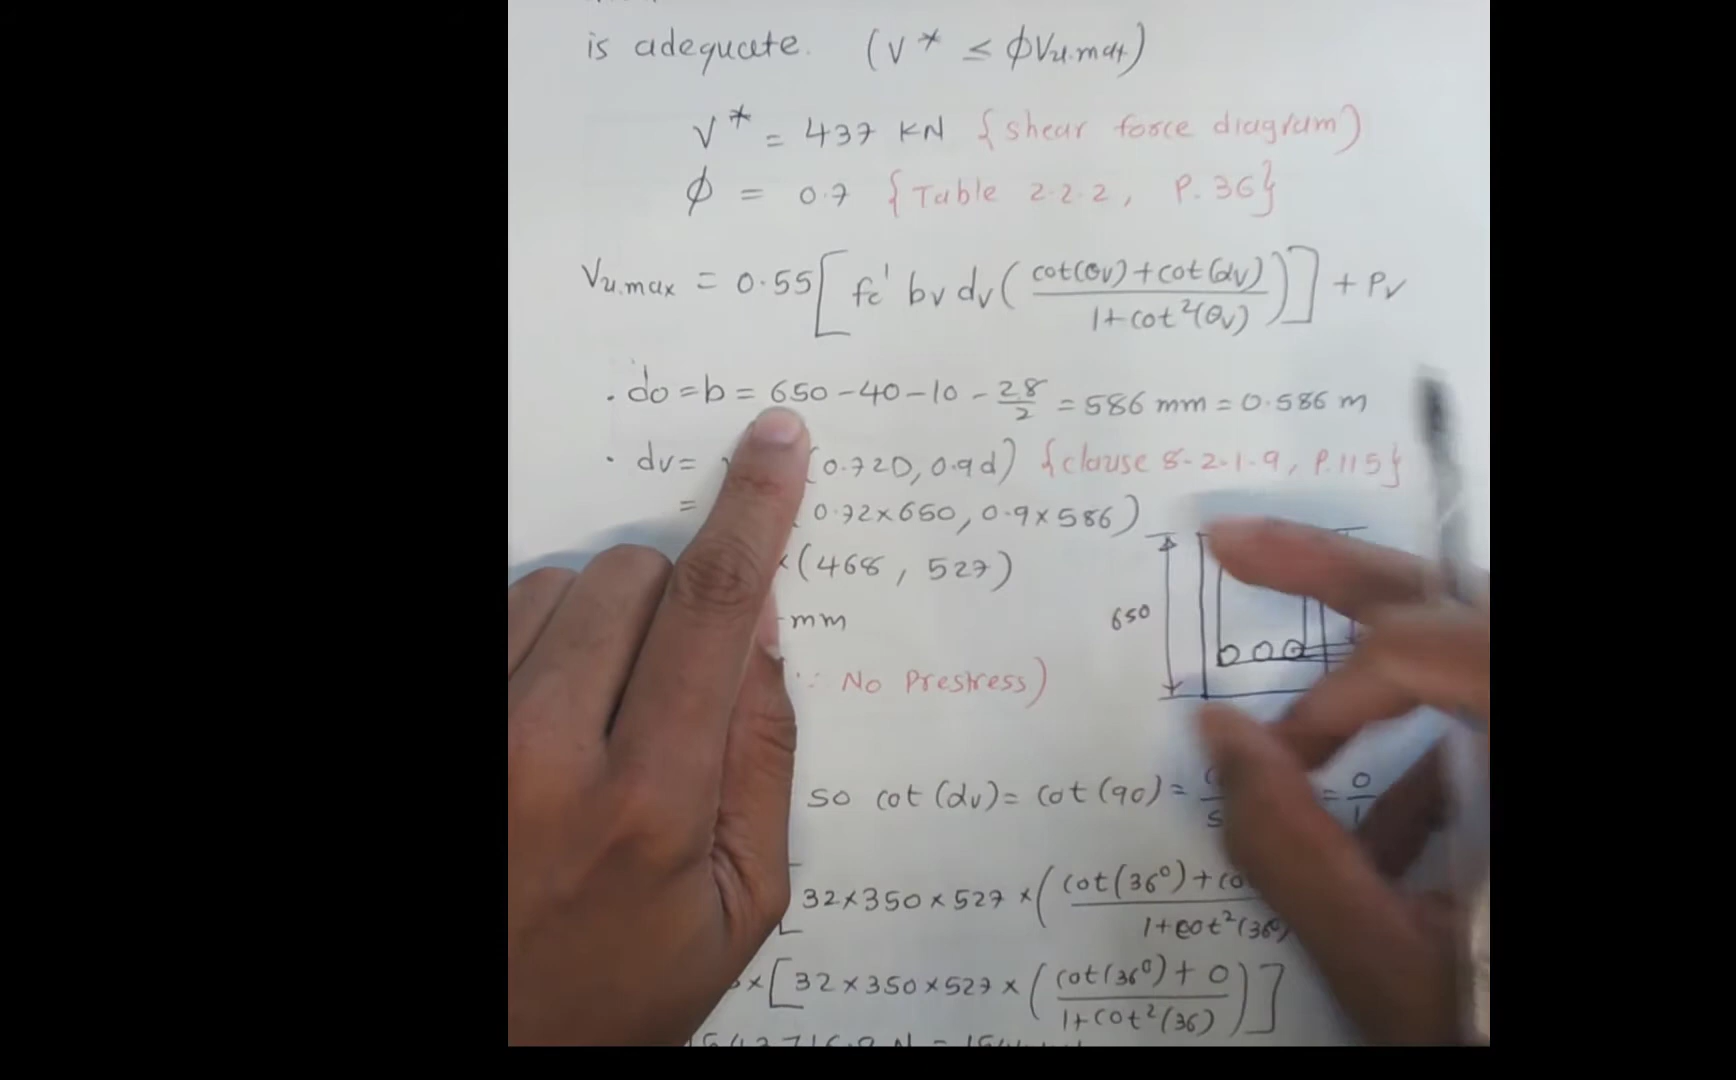 is adequate. (V* ≤ ϕVu.max)
V* = 437 KN {shear force diagram)
ϕ = 0.7 {Table 2.2.2, P.36}
Vu.max = 0.55[fc' bv dv(cot(θv)+cot(αv)/1+cot²(θv))] + Pv
. do = b = 650-40-10-28/2 = 586 mm = 0.586 m
. dv= (0.72D, 0.9d) {clause 8.2.1.9, P.115}
= ( 0.72×650, 0.9×586)
(468, 527)
mm
650
∵ No Prestress)
so cot (dv) = cot (90) = = 0
[32×350×527×(cot(36°)+ 1+cot²(36°)
×[32×350×527×(cot(36°)+0/1+cot²(36))]